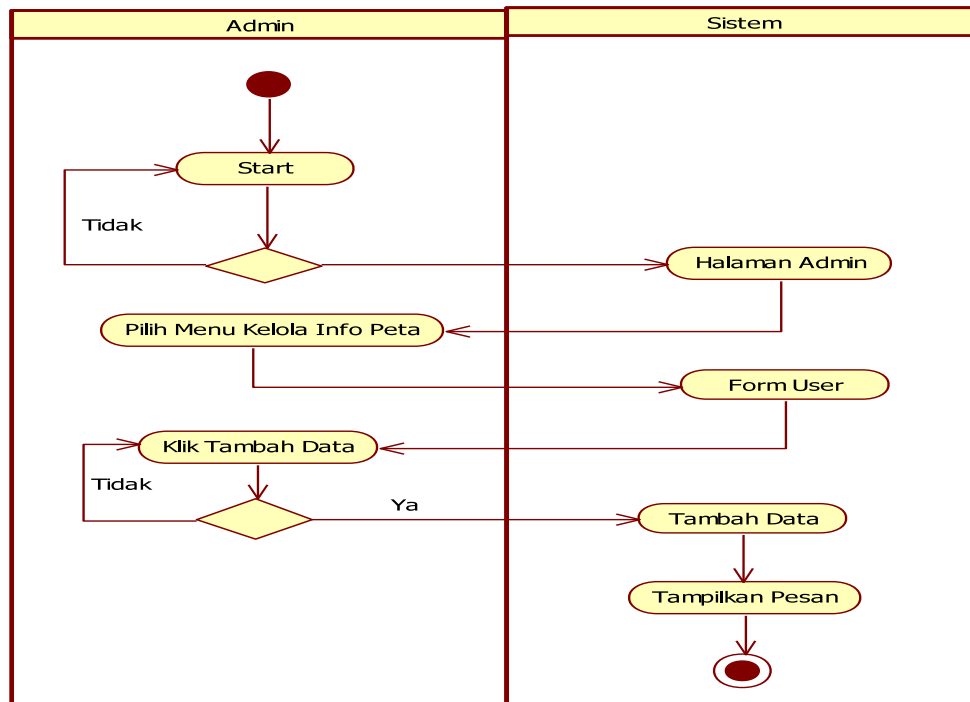 Admin
Sistem
Start
Tidak
Halaman Admin
Pilih Menu Kelola Info Peta
Form User
Klik Tambah Data
Tidak
Ya
Tambah Data
Tampilkan Pesan